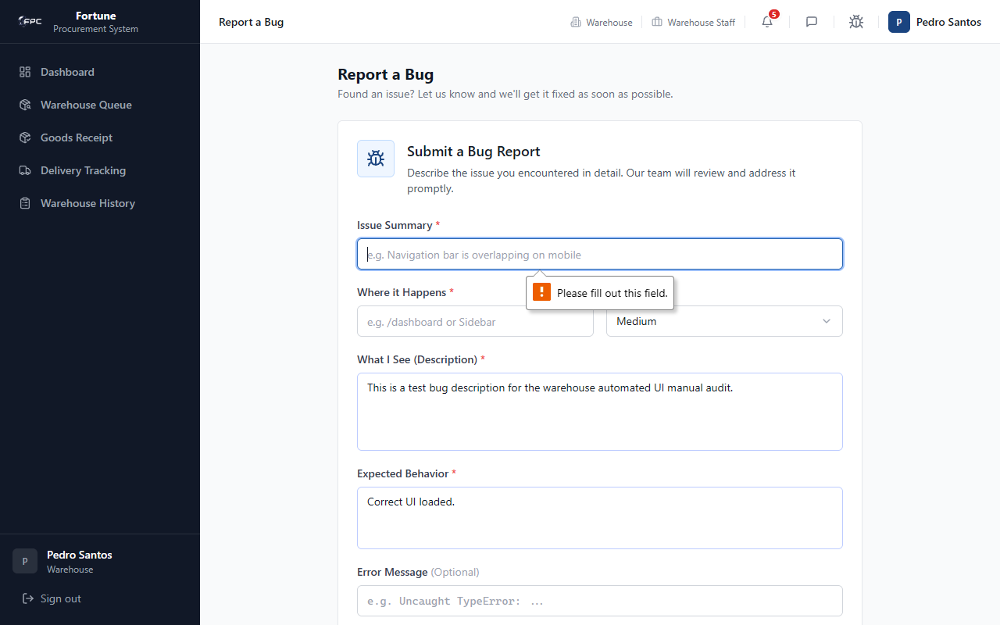 FPC
Fortune
Procurement System
Dashboard
Warehouse Queue
Goods Receipt
Delivery Tracking
Warehouse History
P
Pedro Santos
Warehouse
Sign out
Report a Bug
Warehouse
Warehouse Staff
5
P
Pedro Santos
Report a Bug
Found an issue? Let us know and we'll get it fixed as soon as possible.
Submit a Bug Report
Describe the issue you encountered in detail. Our team will review and address it
promptly.
Issue Summary *
e.g. Navigation bar is overlapping on mobile
Please fill out this field.
Where it Happens *
e.g. /dashboard or Sidebar
Medium
What I See (Description) *
This is a test bug description for the warehouse automated UI manual audit.
Expected Behavior *
Correct UI loaded.
Error Message (Optional)
e.g. Uncaught TypeError: ...